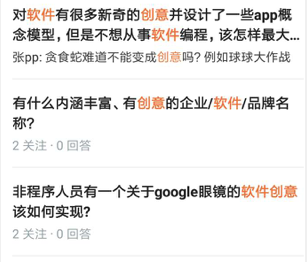 对软件有很多新奇的创意并设计了一些app概
念模型，但是不想从事软件编程，该怎样最大...
张pp: 贪食蛇难道不能变成创意吗? 例如球球大作战
有什么内涵丰富、有创意的企业/软件/品牌名
称？
2 关注 · 0 回答
非程序人员有一个关于google眼镜的软件创意
该如何实现?
2 关注 · 0 回答